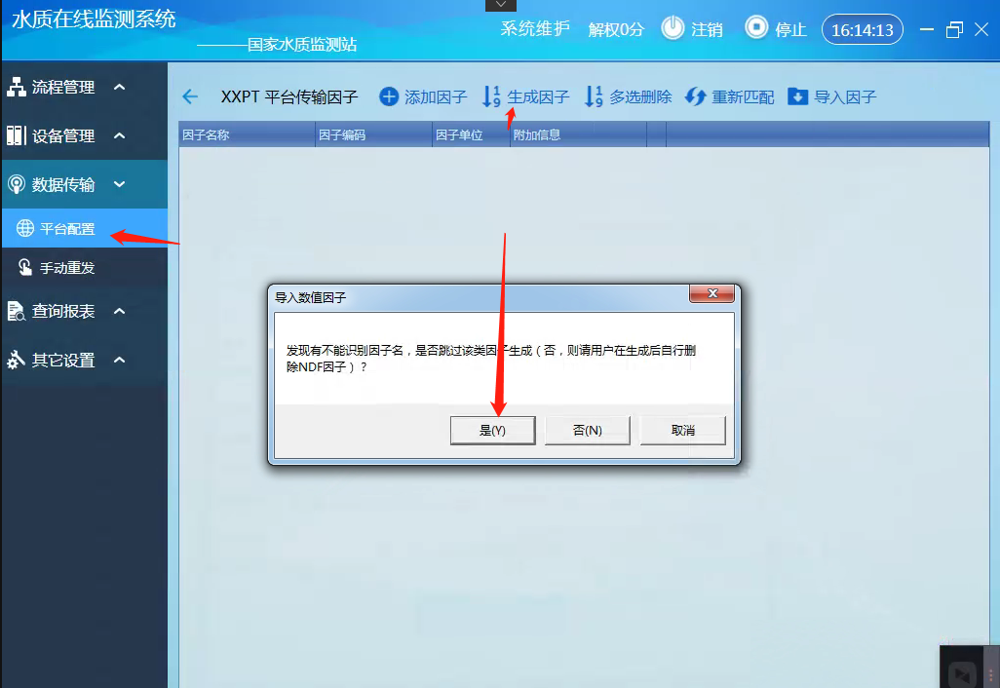 水质在线监测系统
———国家水质监测站
系统维护 解权0分 注销 停止 16:14:13
流程管理
设备管理
数据传输
平台配置
手动重发
查询报表
其它设置
XXPT 平台传输因子 添加因子 生成因子 多选删除 重新匹配 导入因子
因子名称 因子编码 因子单位 附加信息
导入数值因子
发现有不能识别因子名，是否跳过该类因子生成（否，则请用户在生成后自行删
除NDF因子）？
是(Y) 否(N) 取消